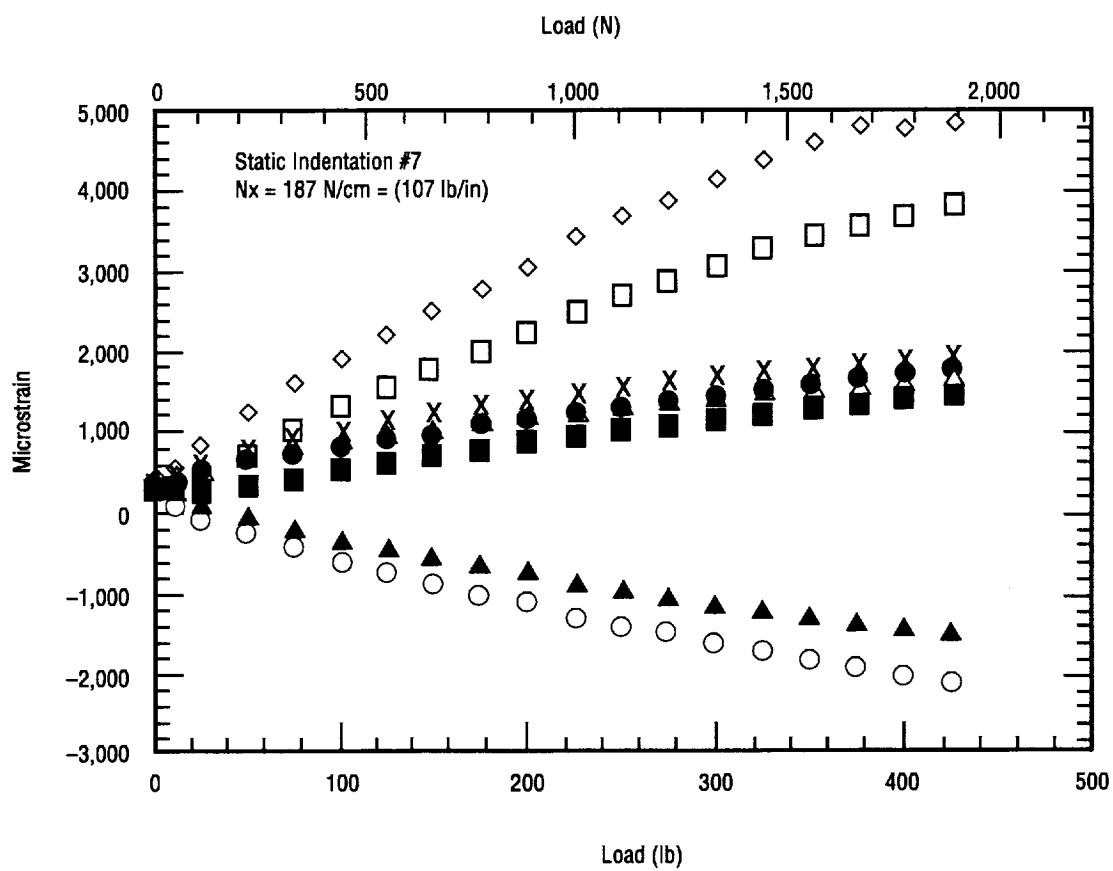 Load (N)
0 500 1,000 1,500 2,000
5,000
Static Indentation #7
Nx = 187 N/cm = (107 lb/in)
4,000
3,000
2,000
1,000
0
−1,000
−2,000
−3,000
Microstrain
0 100 200 300 400 500
Load (lb)